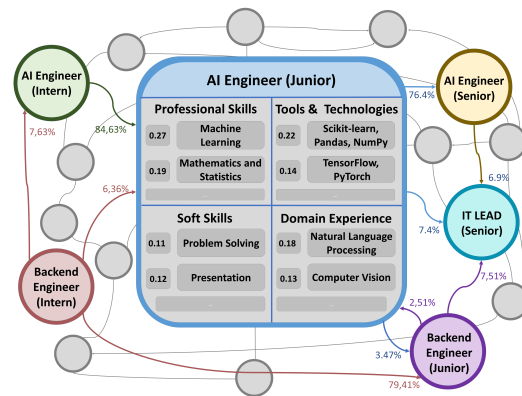 AI Engineer
(Intern)
7,63%
84,63%
6,36%
Backend
Engineer
(Intern)
AI Engineer (Junior)
Professional Skills
0.27
Machine
Learning
0.19
Mathematics and
Statistics
...
Tools & Technologies
0.22
Scikit-learn,
Pandas, NumPy
0.14
TensorFlow,
PyTorch
...
Soft Skills
0.11
Problem Solving
0.12
Presentation
...
Domain Experience
0.18
Natural Language
Processing
0.13
Computer Vision
...
76.4%
AI Engineer
(Senior)
6.9%
7.4%
IT LEAD
(Senior)
7,51%
2,51%
3.47%
Backend
Engineer
(Junior)
79,41%